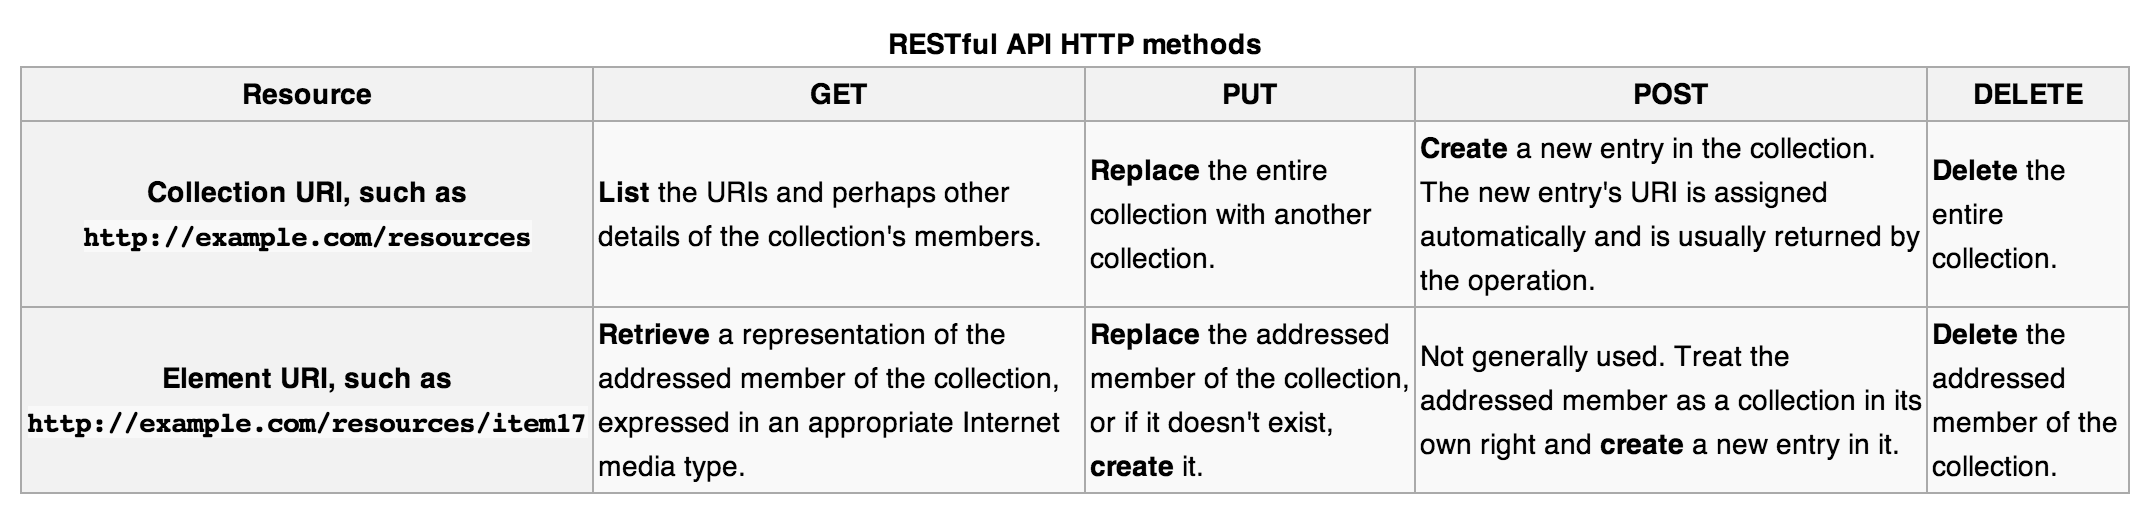 RESTful API HTTP methods
Resource GET PUT POST DELETE
Collection URI, such as
http://example.com/resources
List the URIs and perhaps other
details of the collection's members.
Replace the entire
collection with another
collection.
Create a new entry in the collection.
The new entry's URI is assigned
automatically and is usually returned by
the operation.
Delete the
entire
collection.
Element URI, such as
http://example.com/resources/item17
Retrieve a representation of the
addressed member of the collection,
expressed in an appropriate Internet
media type.
Replace the addressed
member of the collection,
or if it doesn't exist,
create it.
Not generally used. Treat the
addressed member as a collection in its
own right and create a new entry in it.
Delete the
addressed
member of the
collection.